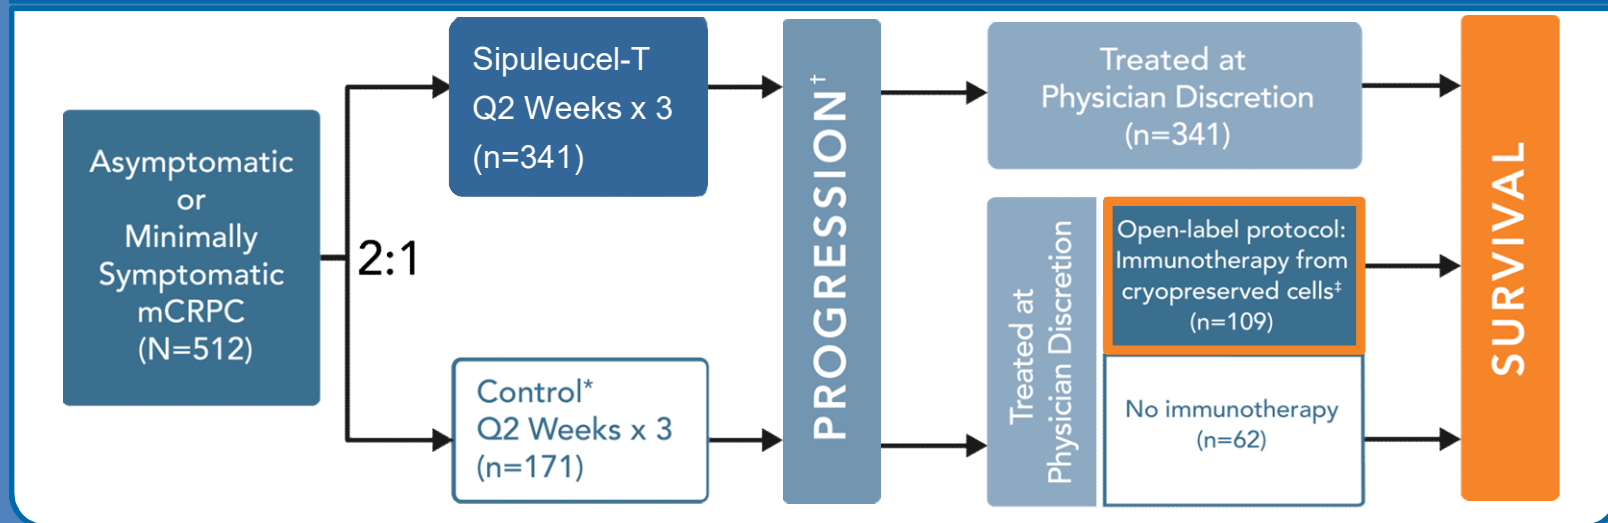 Asymptomatic
or
Minimally
Symptomatic
mCRPC
(N=512)
2:1
Sipuleucel-T
Q2 Weeks x 3
(n=341)
Control*
Q2 Weeks x 3
(n=171)
PROGRESSION†
Treated at
Physician Discretion
(n=341)
Treated at
Physician Discretion
Open-label protocol:
Immunotherapy from
cryopreserved cells‡
(n=109)
No immunotherapy
(n=62)
SURVIVAL